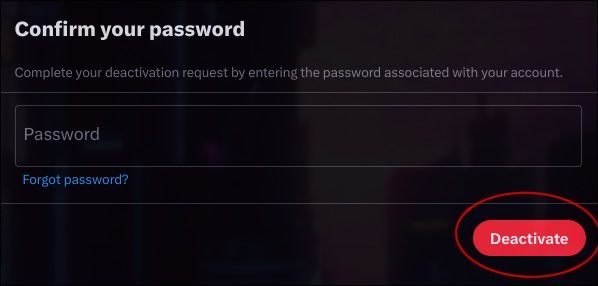 Confirm your password
Complete your deactivation request by entering the password associated with your account.
Password
Forgot password?
Deactivate